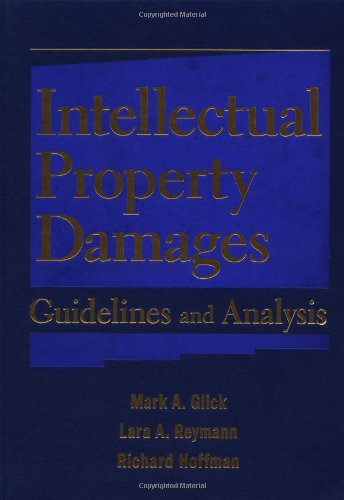 Intellectual
Property
Damages
Guidelines and Analysis
Mark A. Glick
Lara A. Reymann
Richard Hoffman